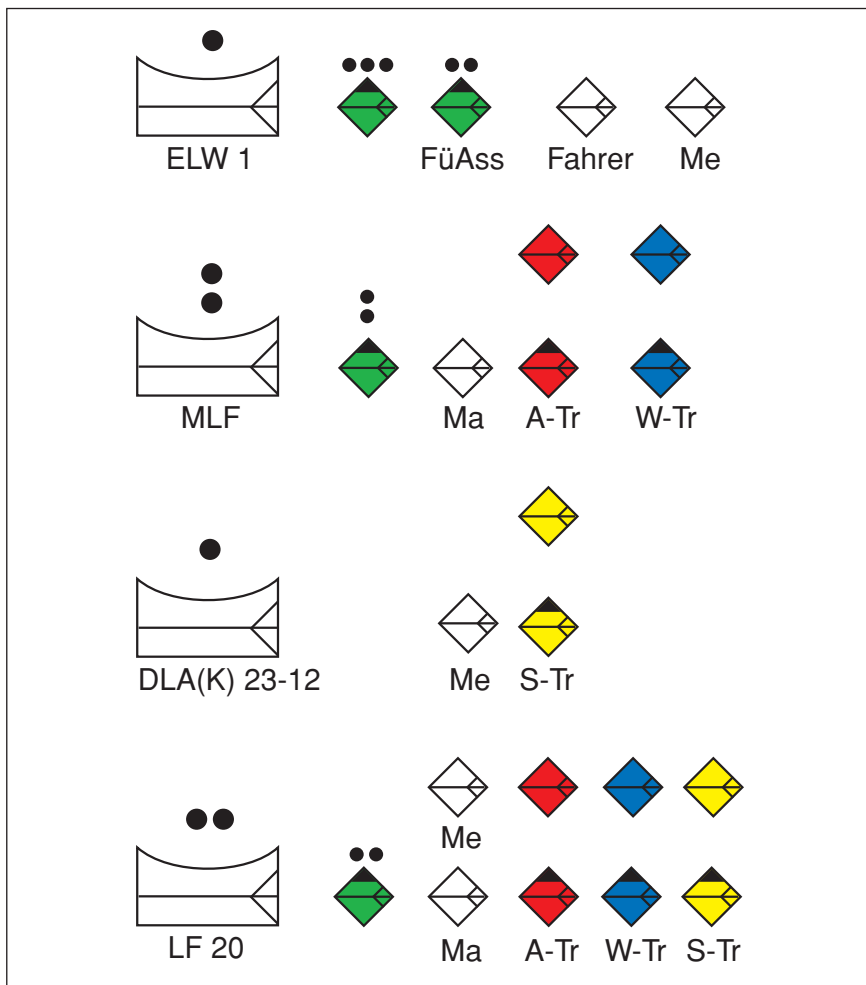 ELW 1 FüAss Fahrer Me
MLF Ma A-Tr W-Tr
DLA(K) 23-12 Me S-Tr
Me
LF 20 Ma A-Tr W-Tr S-Tr